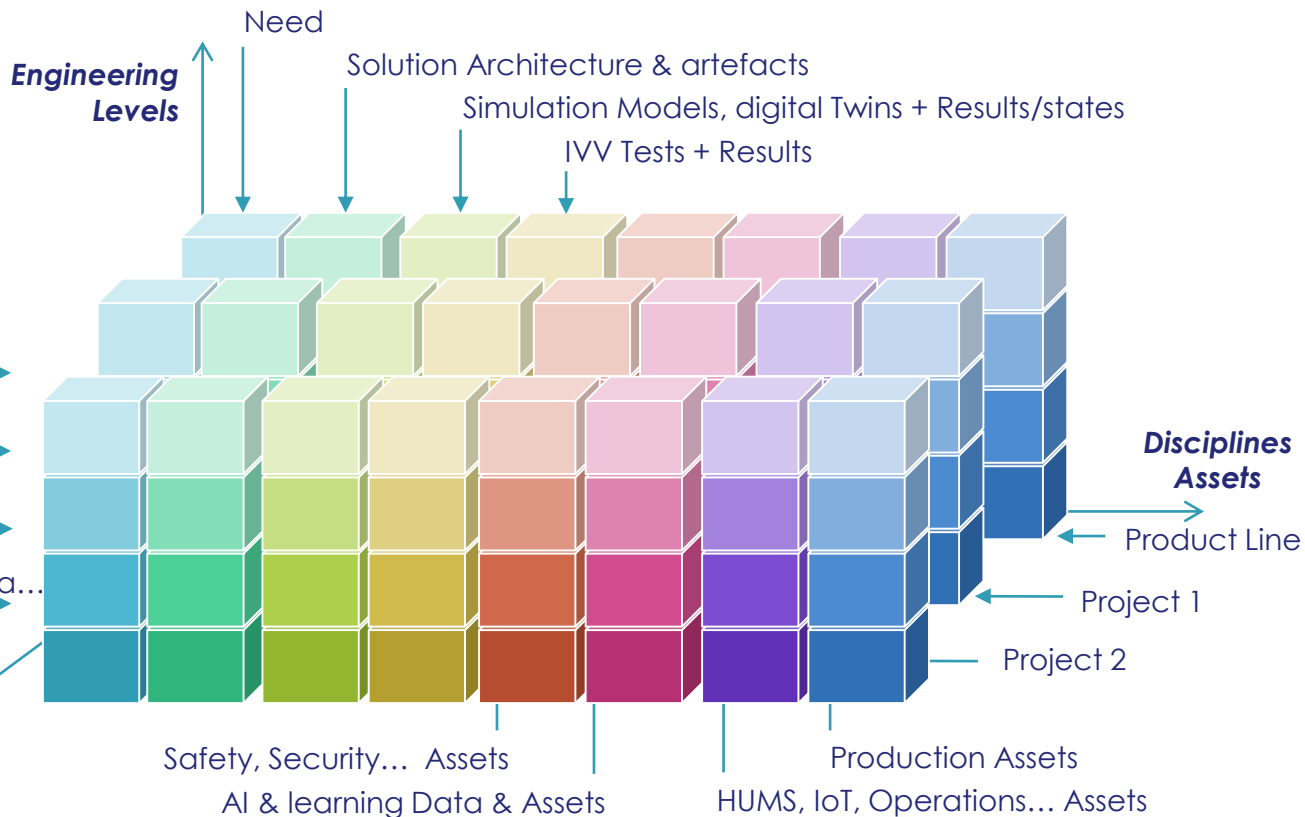 Need
Engineering
Levels
Solution Architecture & artefacts
Simulation Models, digital Twins + Results/states
IVV Tests + Results
Disciplines
Assets
Product Line
a…
Project 1
Project 2
Safety, Security… Assets
Production Assets
AI & learning Data & Assets
HUMS, IoT, Operations… Assets